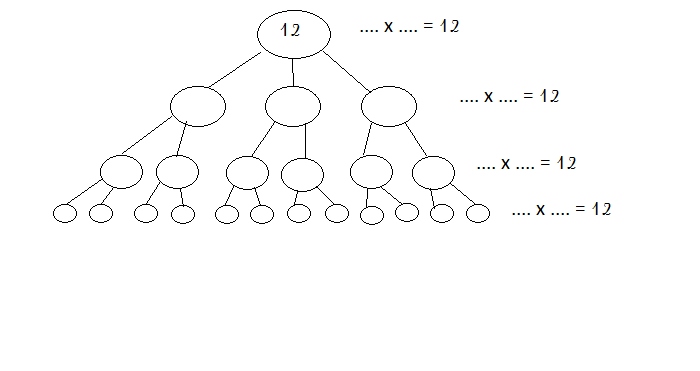 12
.... x .... = 12
.... x .... = 12
.... x .... = 12
.... x .... = 12